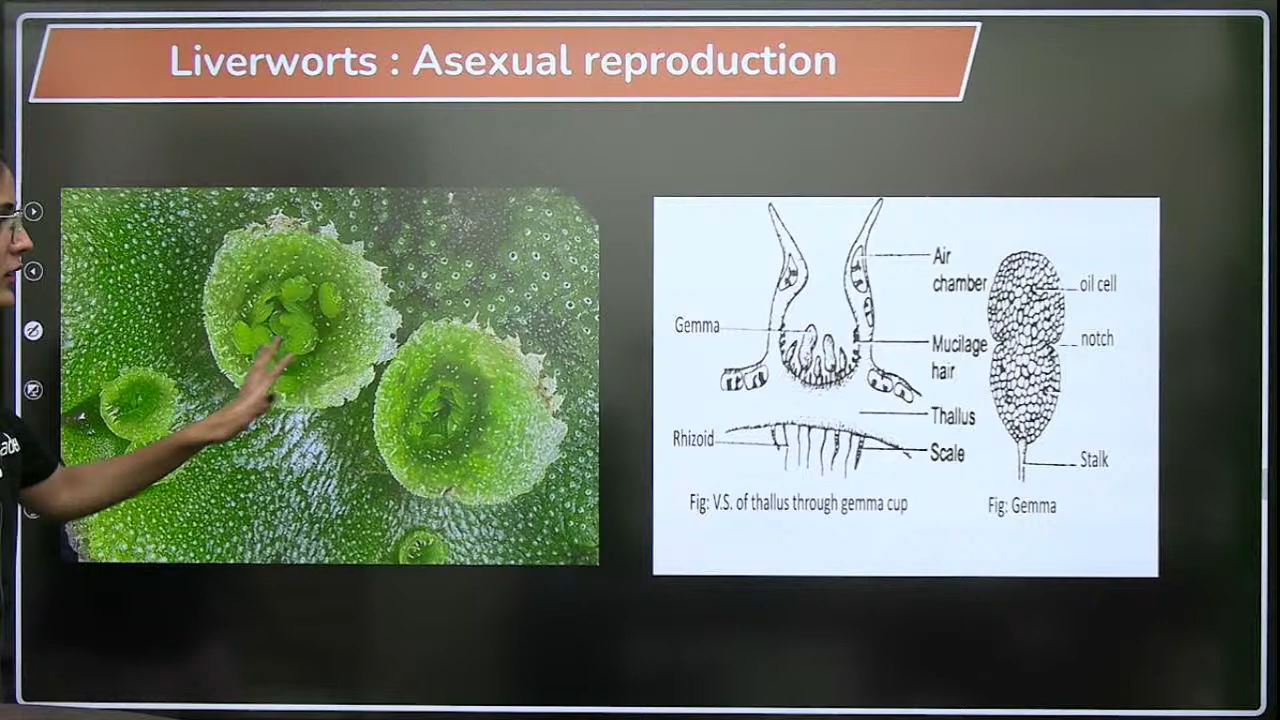 Liverworts : Asexual reproduction
Air
chamber
oil cell
Gemma
notch
Mucilage
hair
Thallus
Rhizoid
Scale
Stalk
Fig: V.S. of thallus through gemma cup
Fig: Gemma